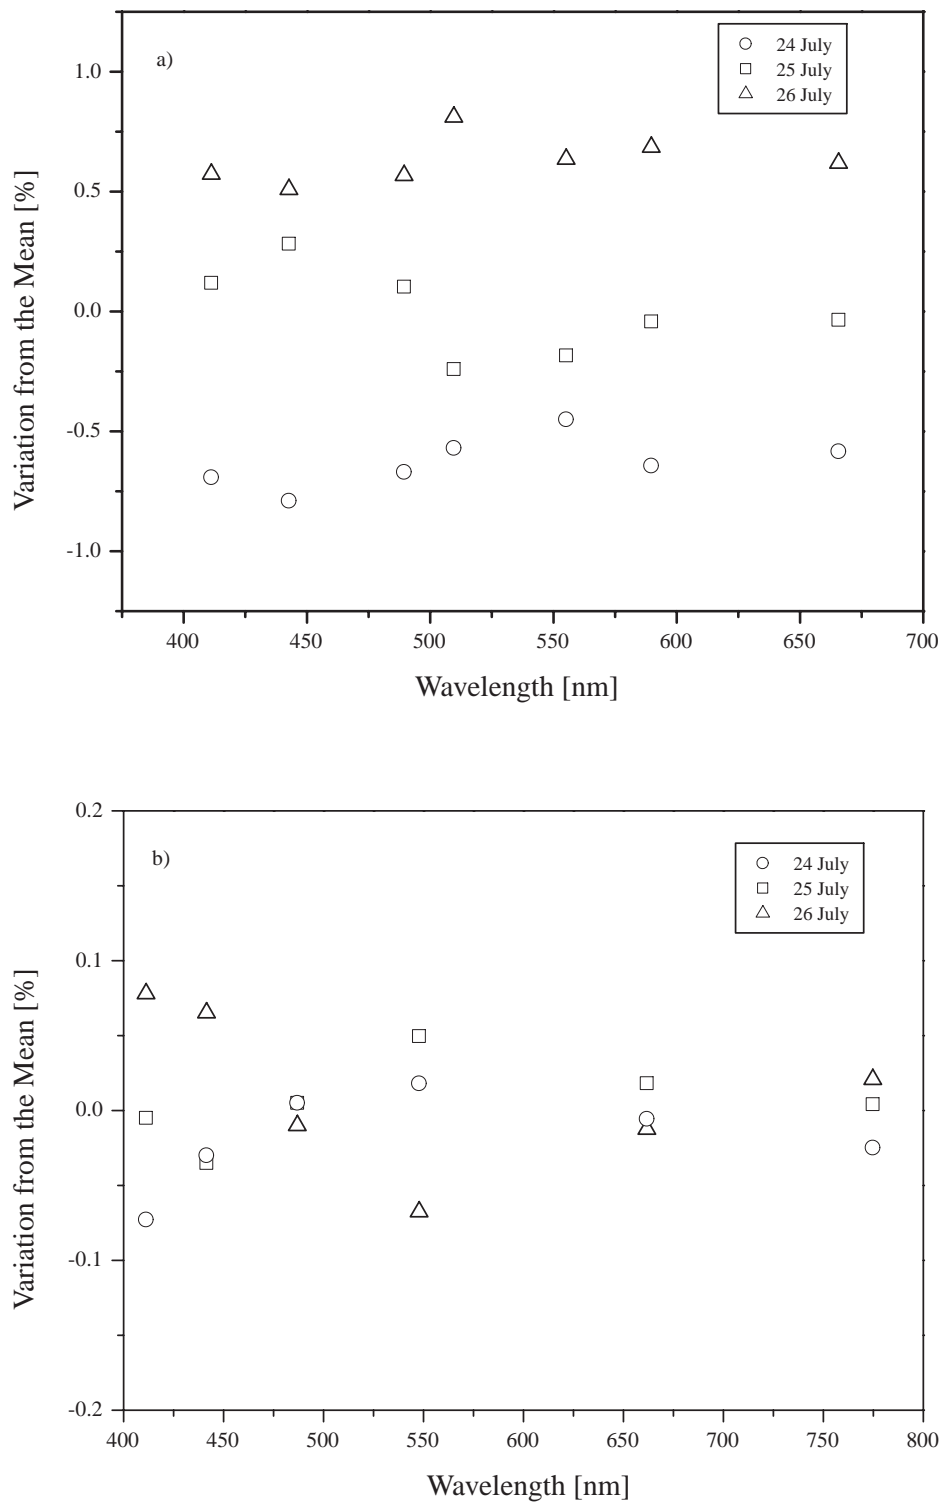 a)
24 July
25 July
26 July
1.0
0.5
0.0
-0.5
-1.0
Variation from the Mean [%]
400 450 500 550 600 650 700
Wavelength [nm]
b)
24 July
25 July
26 July
0.2
0.1
0.0
-0.1
-0.2
Variation from the Mean [%]
400 450 500 550 600 650 700 750 800
Wavelength [nm]